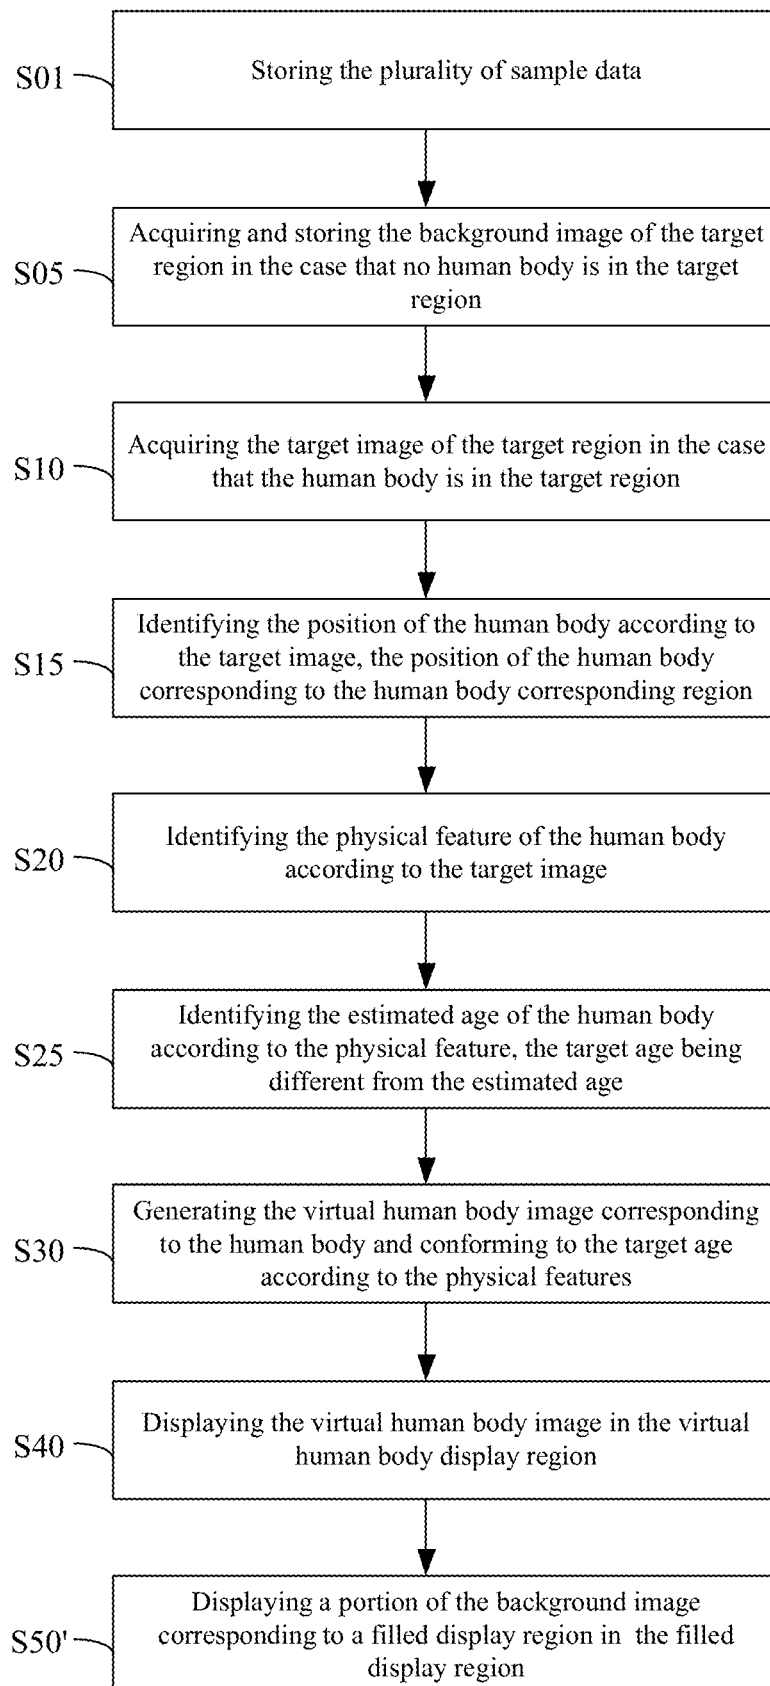 S01
Storing the plurality of sample data
S05
Acquiring and storing the background image of the target
region in the case that no human body is in the target
region
S10
Acquiring the target image of the target region in the case
that the human body is in the target region
S15
Identifying the position of the human body according to
the target image, the position of the human body
corresponding to the human body corresponding region
S20
Identifying the physical feature of the human body
according to the target image
S25
Identifying the estimated age of the human body
according to the physical feature, the target age being
different from the estimated age
S30
Generating the virtual human body image corresponding
to the human body and conforming to the target age
according to the physical features
S40
Displaying the virtual human body image in the virtual
human body display region
S50'
Displaying a portion of the background image
corresponding to a filled display region in the filled
display region